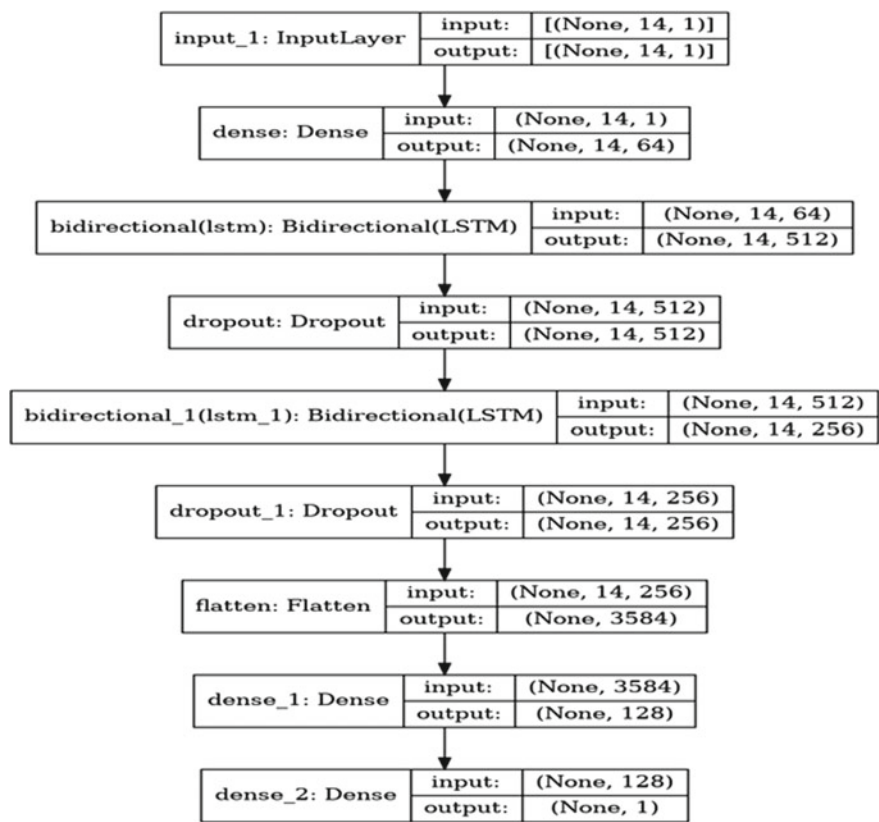 input_1: InputLayer
input: [(None, 14, 1)]
output: [(None, 14, 1)]
dense: Dense
input: (None, 14, 1)
output: (None, 14, 64)
bidirectional(lstm): Bidirectional(LSTM)
input: (None, 14, 64)
output: (None, 14, 512)
dropout: Dropout
input: (None, 14, 512)
output: (None, 14, 512)
bidirectional_1(lstm_1): Bidirectional(LSTM)
input: (None, 14, 512)
output: (None, 14, 256)
dropout_1: Dropout
input: (None, 14, 256)
output: (None, 14, 256)
flatten: Flatten
input: (None, 14, 256)
output: (None, 3584)
dense_1: Dense
input: (None, 3584)
output: (None, 128)
dense_2: Dense
input: (None, 128)
output: (None, 1)